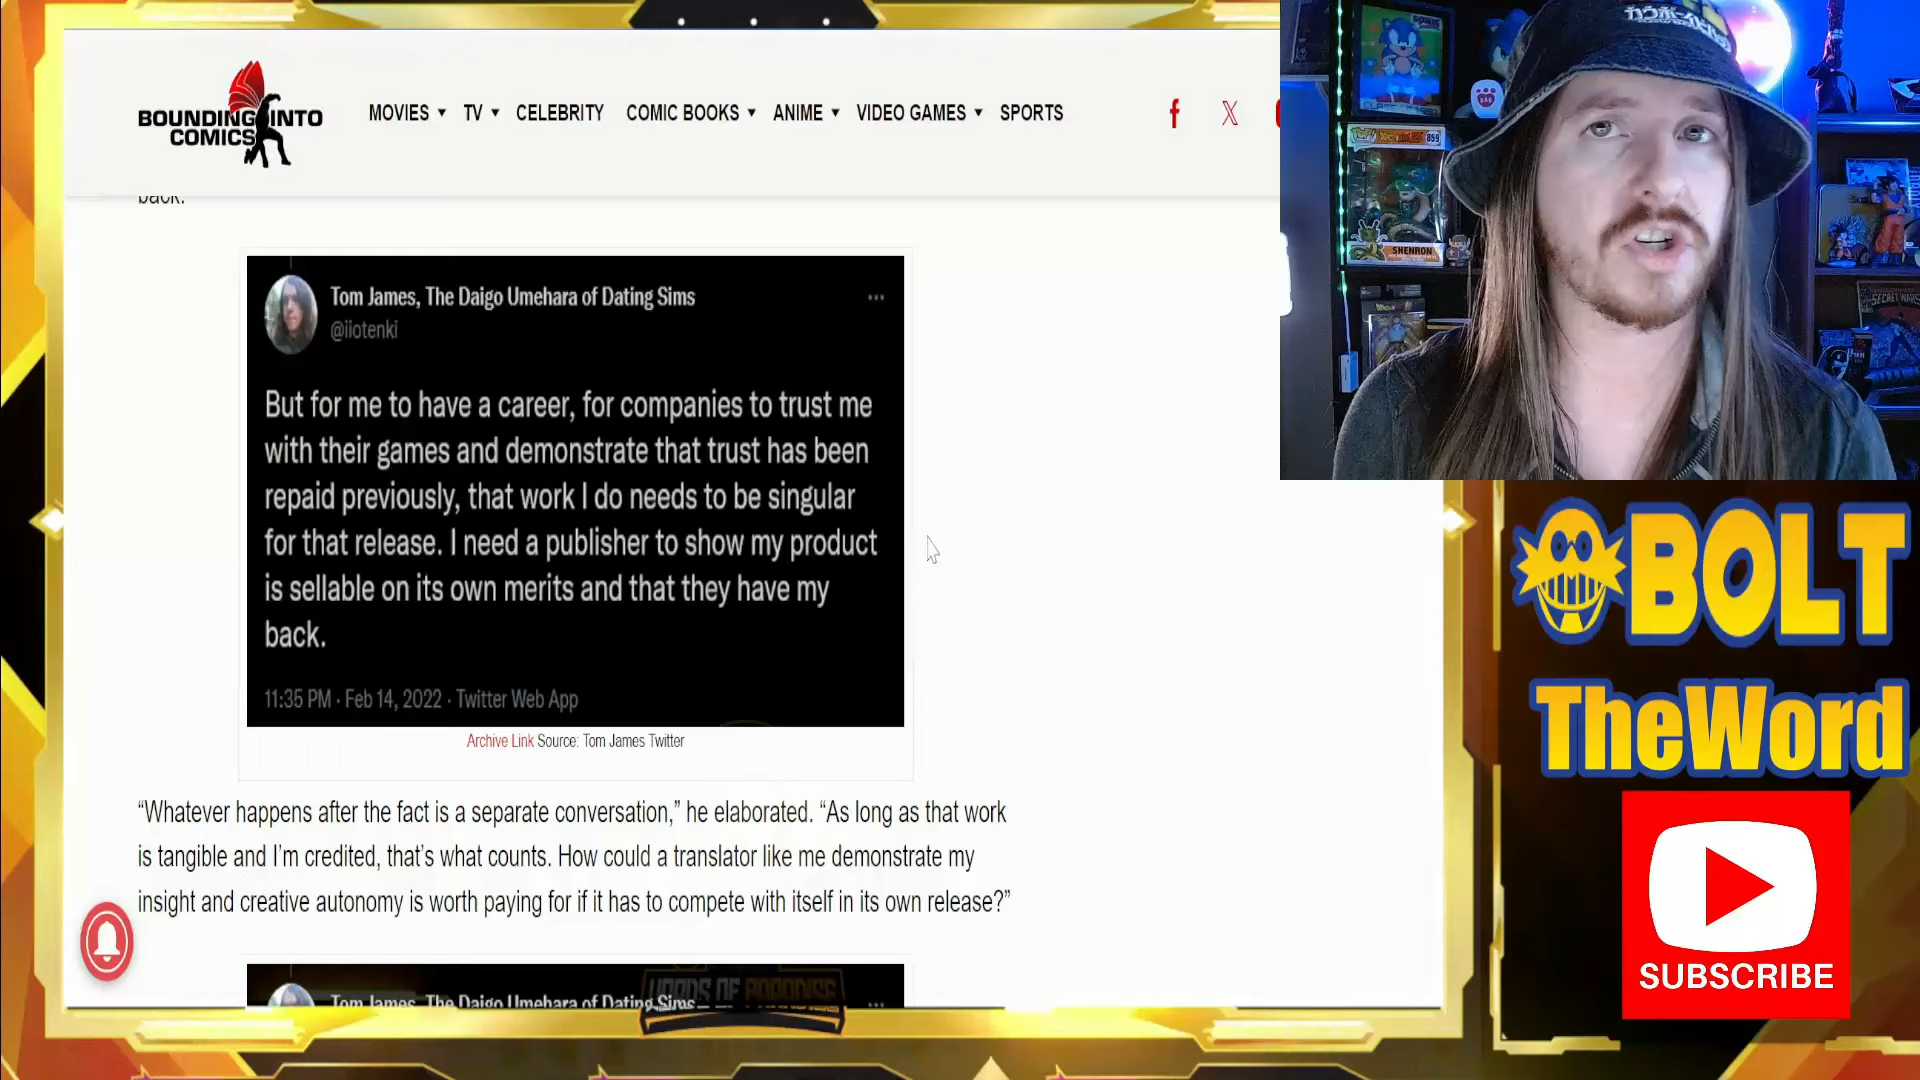 BOUNDING INTO
COMICS
MOVIES
TV
CELEBRITY
COMIC BOOKS
ANIME
VIDEO GAMES
SPORTS
back.
Tom James, The Daigo Umehara of Dating Sims
@iiotenki
But for me to have a career, for companies to trust me
with their games and demonstrate that trust has been
repaid previously, that work I do needs to be singular
for that release. I need a publisher to show my product
is sellable on its own merits and that they have my
back.
11:35 PM · Feb 14, 2022 · Twitter Web App
Archive Link Source: Tom James Twitter
“Whatever happens after the fact is a separate conversation,” he elaborated. “As long as that work
is tangible and I’m credited, that’s what counts. How could a translator like me demonstrate my
insight and creative autonomy is worth paying for if it has to compete with itself in its own release?”
Tom James, The Daigo Umehara of Dating Sims
859
SHENRON
SECRET WARS
BOLT
TheWord
SUBSCRIBE